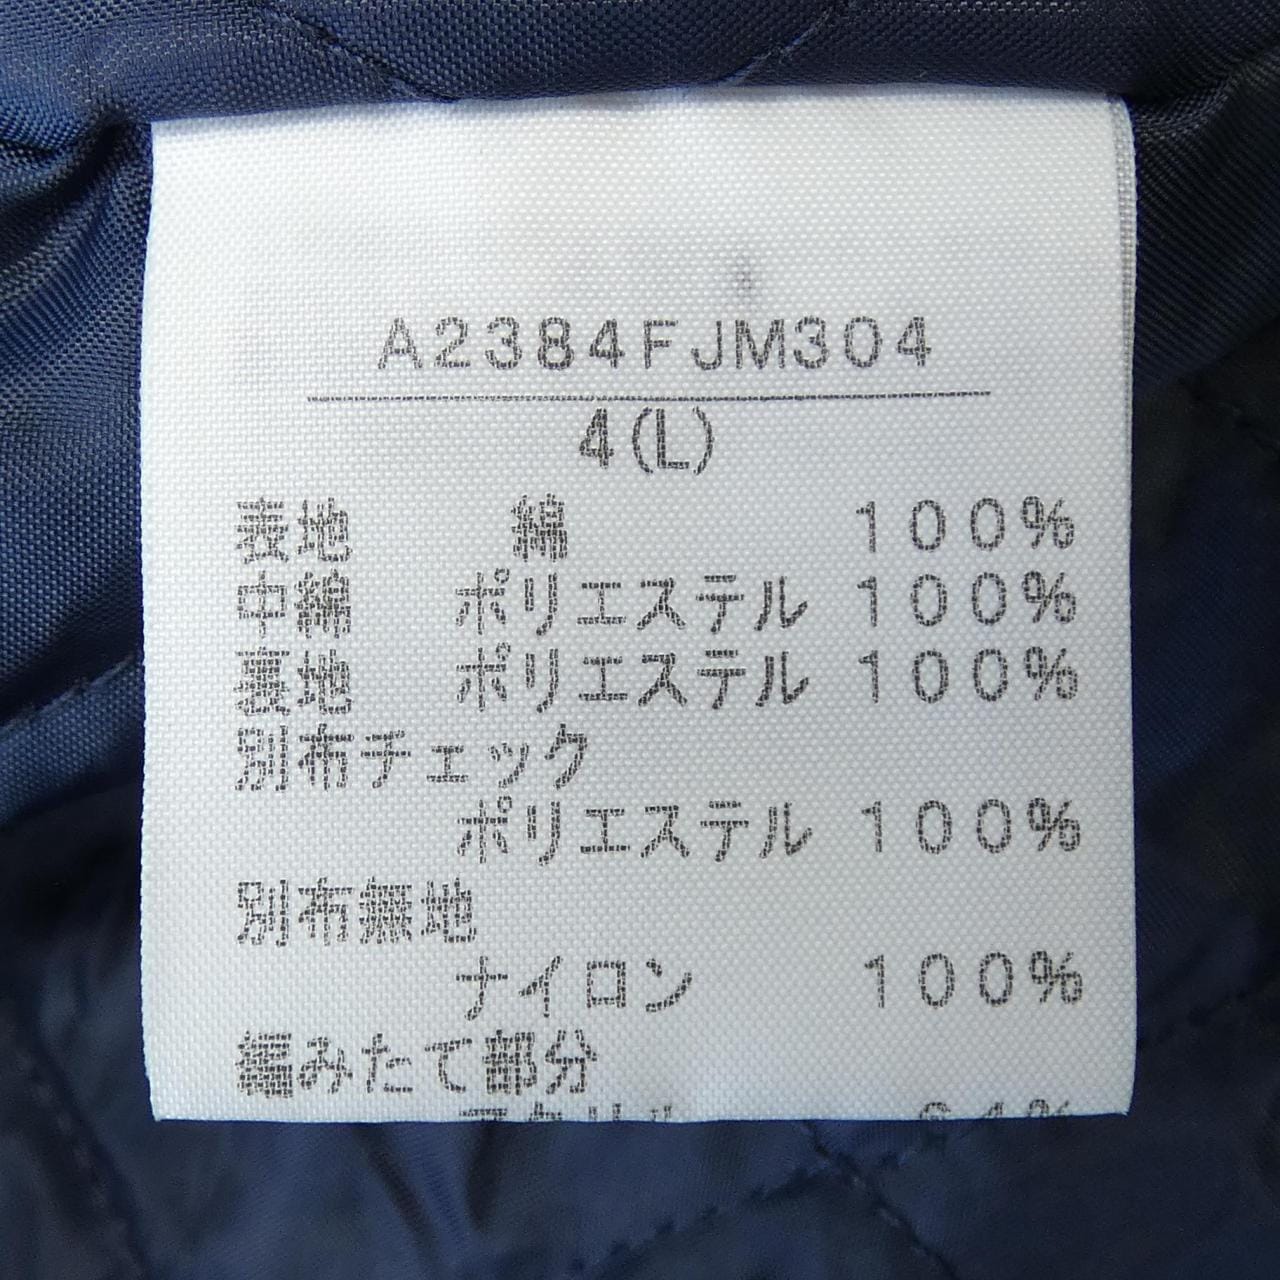 A2384FJM304
4(L)
表地 綿 100%
中綿 ポリエステル 100%
裏地 ポリエステル 100%
別布チェック
ポリエステル 100%
別布無地
ナイロン 100%
編みたて部分